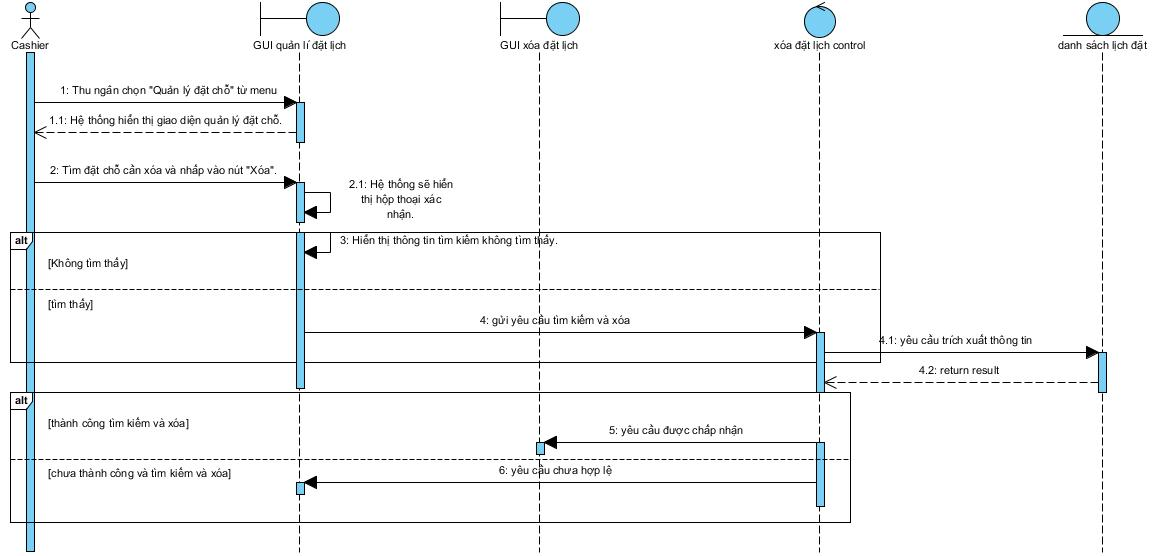 Cashier
GUI quản lí đặt lịch
GUI xóa đặt lịch
xóa đặt lịch control
danh sách lịch đặt
1: Thu ngân chọn "Quản lý đặt chỗ" từ menu
1.1: Hệ thống hiển thị giao diện quản lý đặt chỗ.
2: Tìm đặt chỗ cần xóa và nhấp vào nút "Xóa".
2.1: Hệ thống sẽ hiển
thị hộp thoại xác
nhận.
alt
3: Hiển thị thông tin tìm kiếm không tìm thấy.
[Không tìm thấy]
[tìm thấy]
4: gửi yêu cầu tìm kiếm và xóa
4.1: yêu cầu trích xuất thông tin
4.2: return result
alt
[thành công tìm kiếm và xóa]
5: yêu cầu được chấp nhận
[chưa thành công và tìm kiếm và xóa]
6: yêu cầu chưa hợp lệ